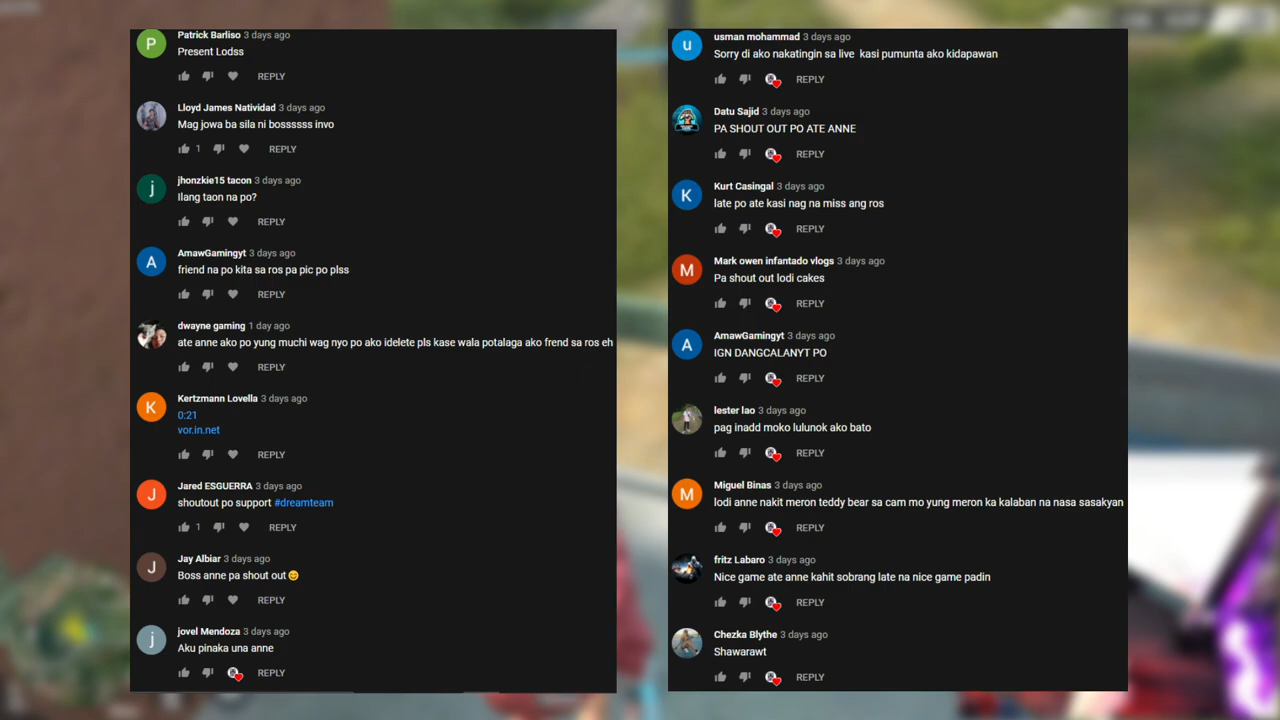 Patrick Barliso 3 days ago
Present Lodss
REPLY
Lloyd James Natividad 3 days ago
Mag jowa ba sila ni bossssss invo
1 REPLY
jhonzkie15 tacon 3 days ago
Ilang taon na po?
REPLY
AmawGamingyt 3 days ago
friend na po kita sa ros pa pic po plss
REPLY
dwayne gaming 1 day ago
ate anne ako po yung muchi wag nyo po ako idelete pls kase wala potalaga ako frend sa ros eh
REPLY
Kertzmann Lovella 3 days ago
0:21
vor.in.net
REPLY
Jared ESGUERRA 3 days ago
shoutout po support #dreamteam
1 REPLY
Jay Albiar 3 days ago
Boss anne pa shout out😊
REPLY
jovel Mendoza 3 days ago
Aku pinaka una anne
REPLY
usman mohammad 3 days ago
Sorry di ako nakatingin sa live kasi pumunta ako kidapawan
REPLY
Datu Sajid 3 days ago
PA SHOUT OUT PO ATE ANNE
REPLY
Kurt Casingal 3 days ago
late po ate kasi nag na miss ang ros
REPLY
Mark owen infantado vlogs 3 days ago
Pa shout out lodi cakes
REPLY
AmawGamingyt 3 days ago
IGN DANGCALANYT PO
REPLY
lester lao 3 days ago
pag inadd moko lulunok ako bato
REPLY
Miguel Binas 3 days ago
lodi anne nakit meron teddy bear sa cam mo yung meron ka kalaban na nasa sasakyan
REPLY
fritz Labaro 3 days ago
Nice game ate anne kahit sobrang late na nice game padin
REPLY
Chezka Blythe 3 days ago
Shawarawt
REPLY